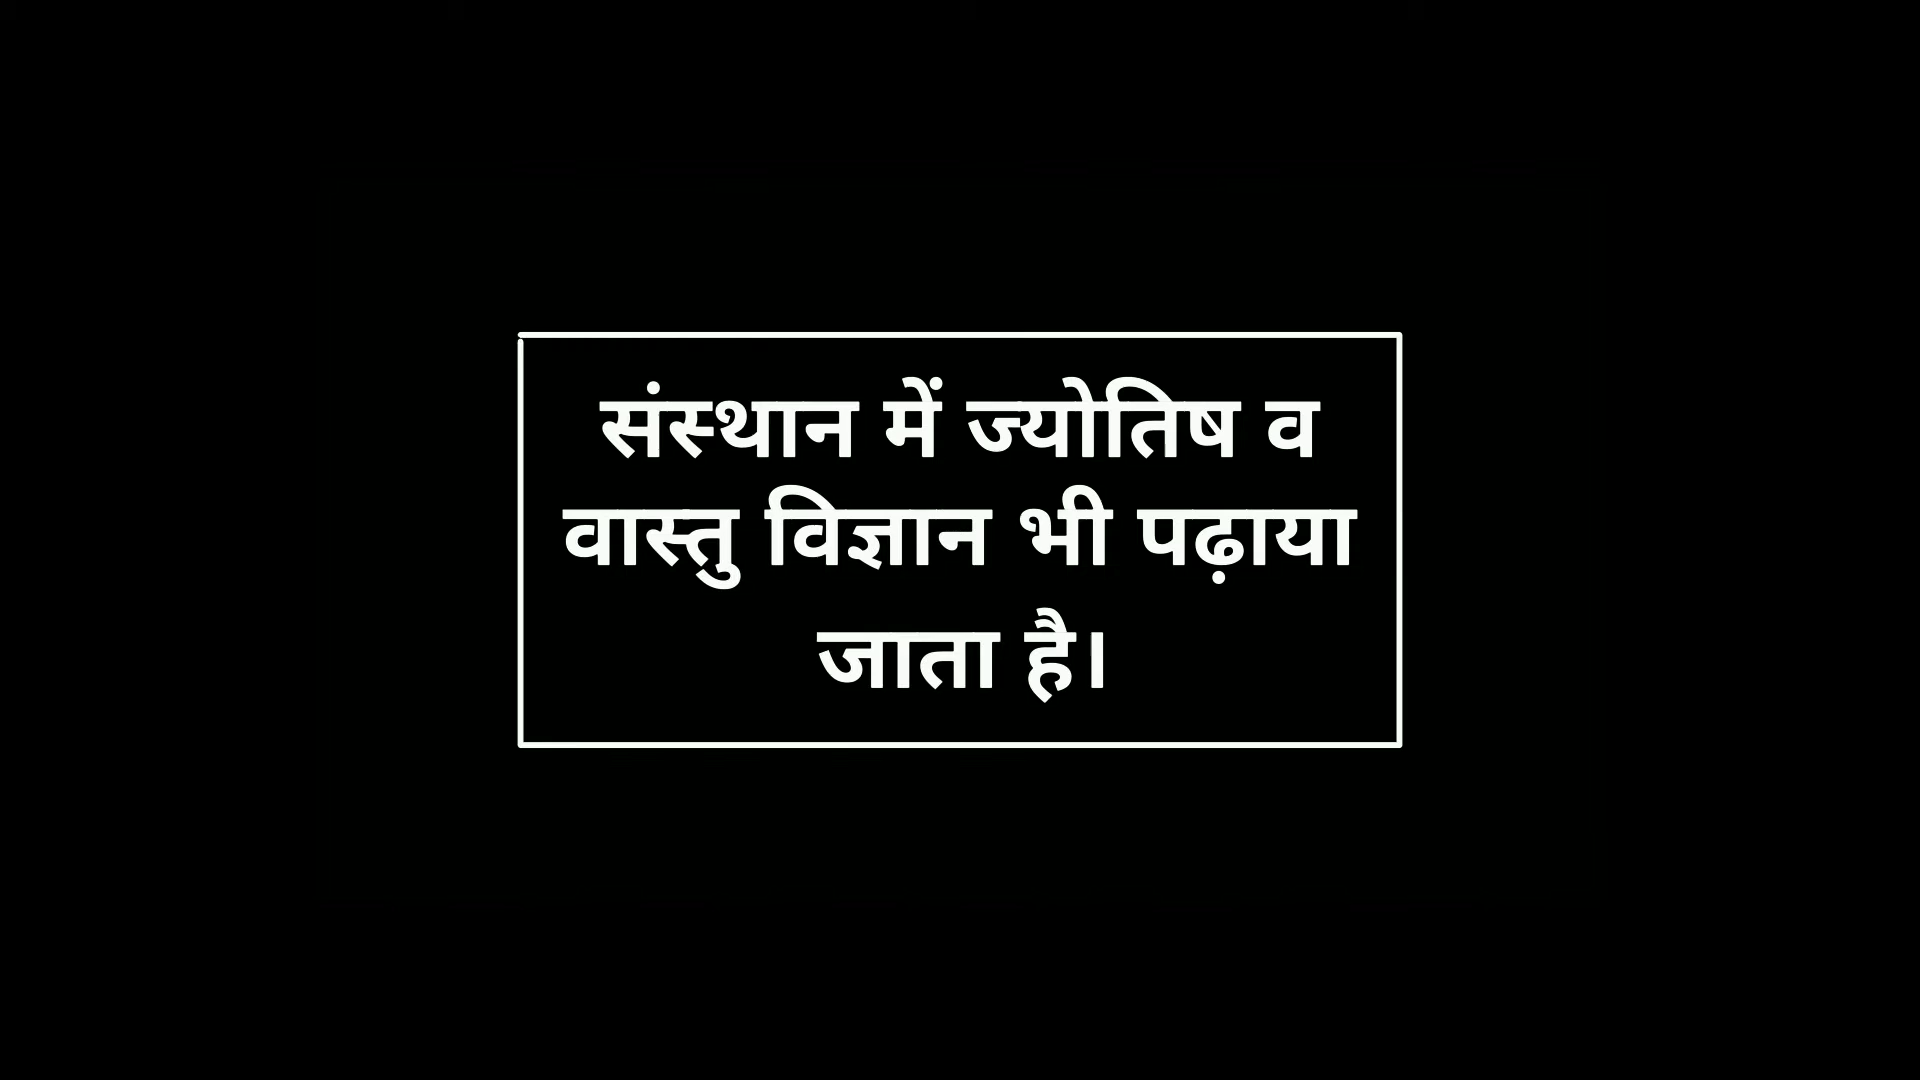 संस्थान में ज्योतिष व
वास्तु विज्ञान भी पढ़ाया
जाता है।